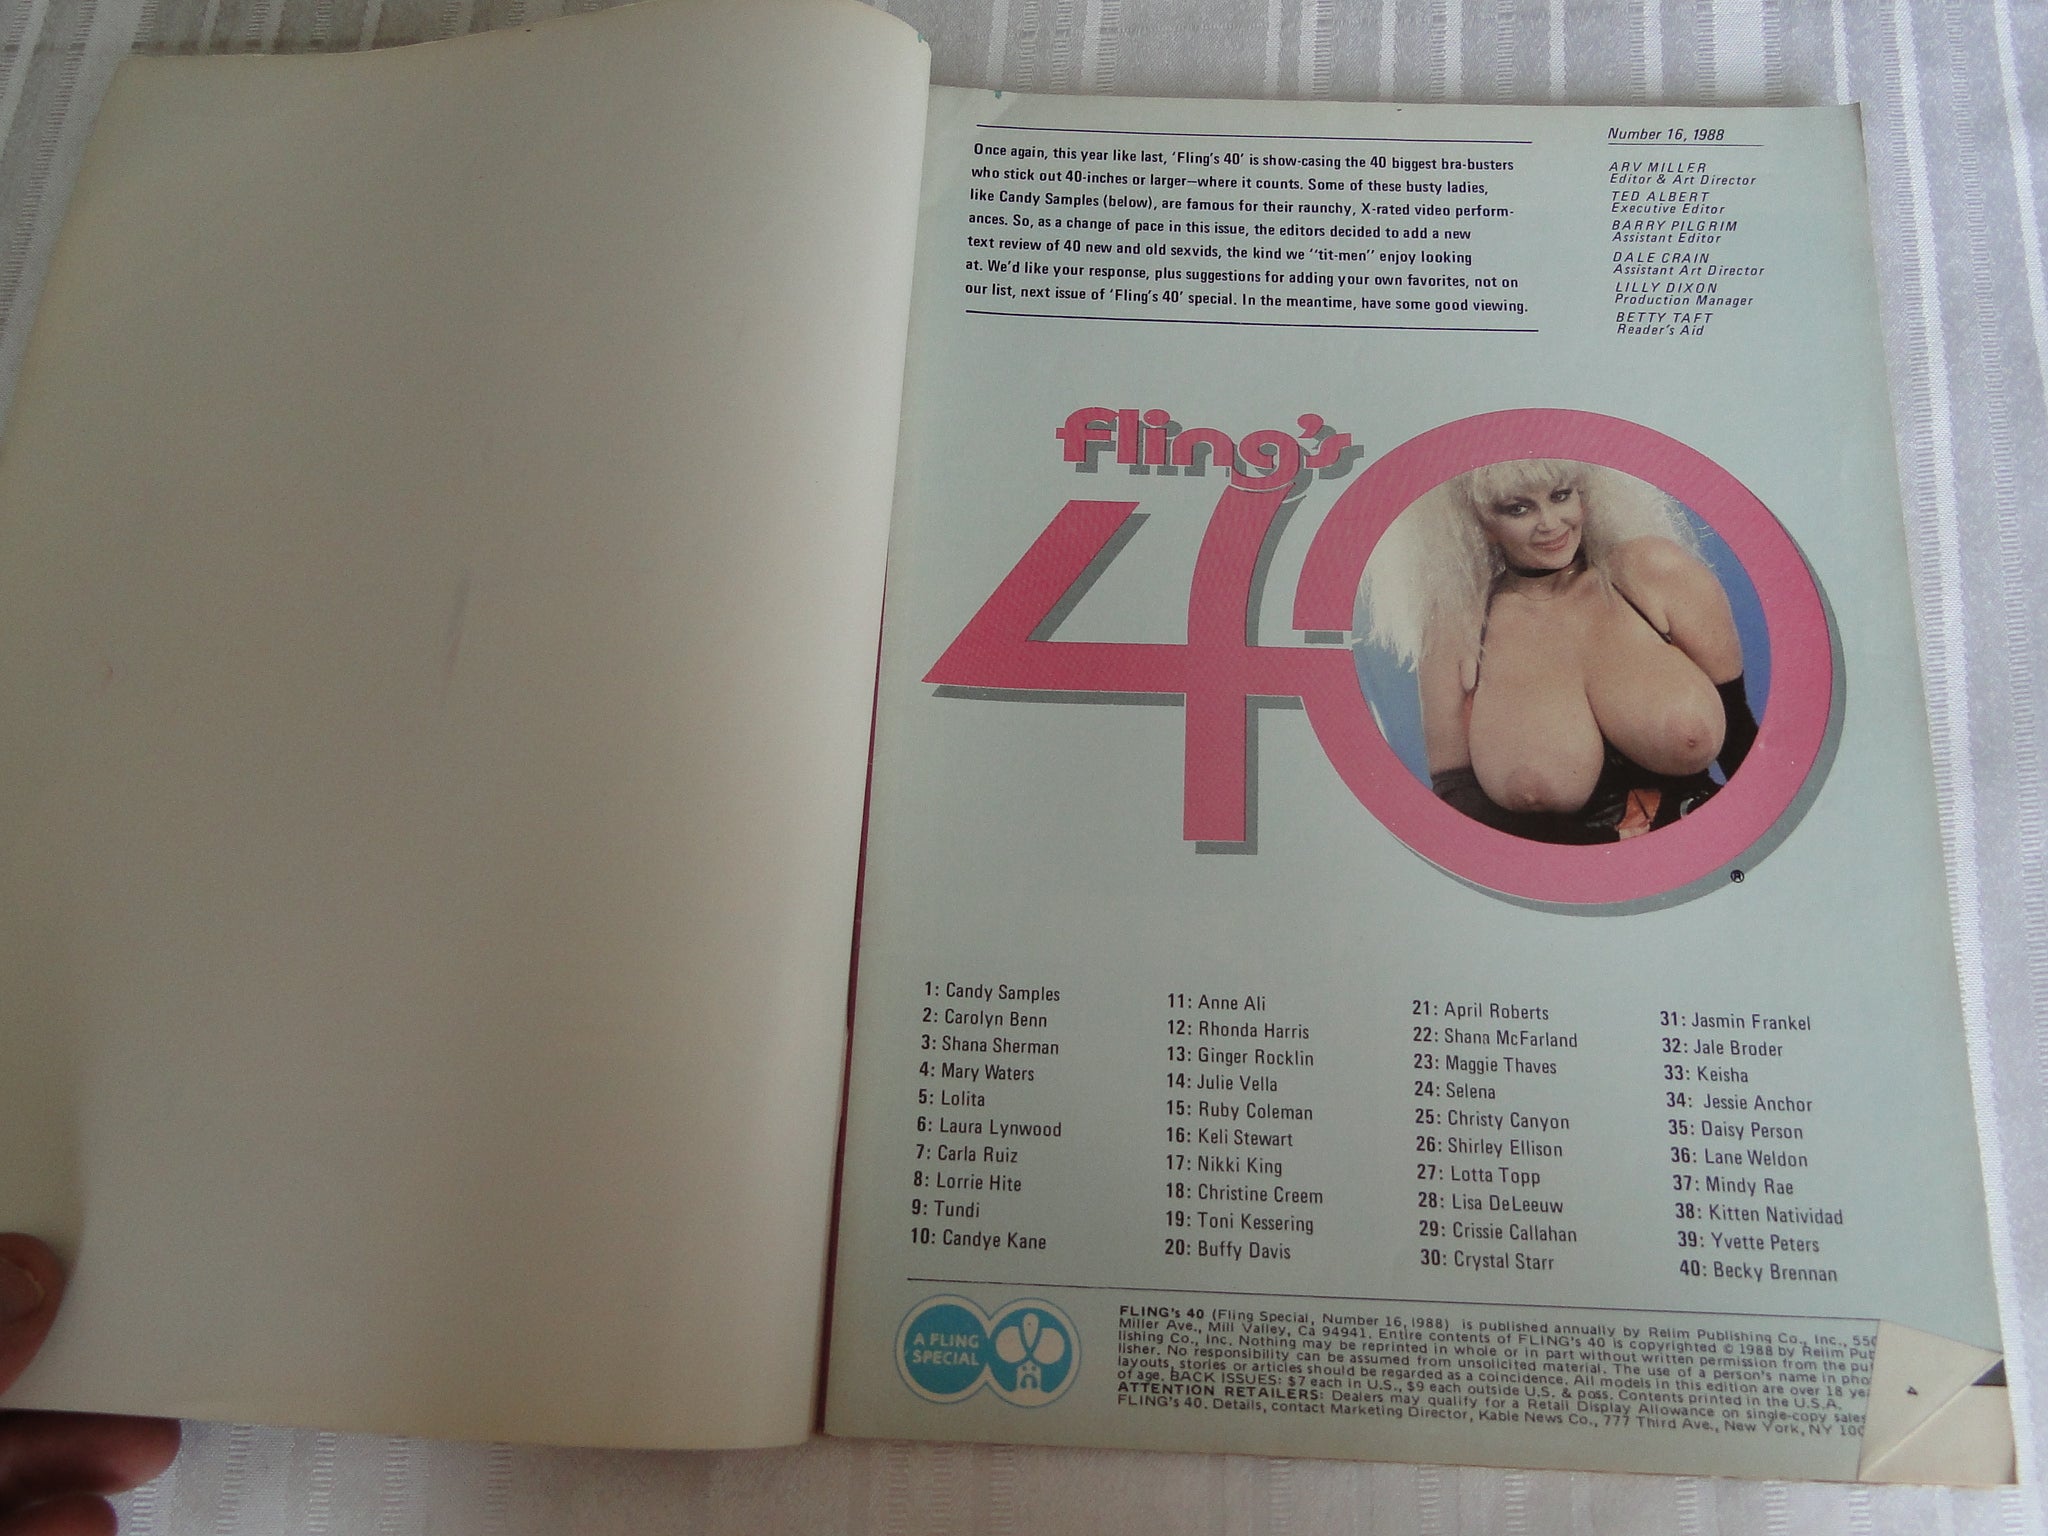 Once again, this year like last, ‘Fling’s 40’ is show-casing the 40 biggest bra-busters
who stick out 40-inches or larger—where it counts. Some of these busty ladies,
like Candy Samples (below), are famous for their raunchy, X-rated video perform-
ances. So, as a change of pace in this issue, the editors decided to add a new
text review of 40 new and old sexvids, the kind we “tit-men” enjoy looking
at. We’d like your response, plus suggestions for adding your own favorites, not on
our list, next issue of ‘Fling’s 40’ special. In the meantime, have some good viewing.
Number 16, 1988
ARV MILLER
Editor & Art Director
TED ALBERT
Executive Editor
BARRY PILGRIM
Assistant Editor
DALE CRAIN
Assistant Art Director
LILLY DIXON
Production Manager
BETTY TAFT
Reader’s Aid
fling’s
40
®
1: Candy Samples
2: Carolyn Benn
3: Shana Sherman
4: Mary Waters
5: Lolita
6: Laura Lynwood
7: Carla Ruiz
8: Lorrie Hite
9: Tundi
10: Candye Kane
11: Anne Ali
12: Rhonda Harris
13: Ginger Rocklin
14: Julie Vella
15: Ruby Coleman
16: Keli Stewart
17: Nikki King
18: Christine Creem
19: Toni Kessering
20: Buffy Davis
21: April Roberts
22: Shana McFarland
23: Maggie Thaves
24: Selena
25: Christy Canyon
26: Shirley Ellison
27: Lotta Topp
28: Lisa DeLeeuw
29: Crissie Callahan
30: Crystal Starr
31: Jasmin Frankel
32: Jale Broder
33: Keisha
34: Jessie Anchor
35: Daisy Person
36: Lane Weldon
37: Mindy Rae
38: Kitten Natividad
39: Yvette Peters
40: Becky Brennan
A FLING
SPECIAL
FLING’s 40 (Fling Special, Number 16, 1988) is published annually by Relim Publishing Co., Inc., 550
Miller Ave., Mill Valley, Ca 94941. Entire contents of FLING’s 40 is copyrighted © 1988 by Relim Pub
lishing Co., Inc. Nothing may be reprinted in whole or in part without written permission from the pu
lisher. No responsibility can be assumed from unsolicited material. The use of a person’s name in pho
layouts, stories or articles should be regarded as a coincidence. All models in this edition are over 18 yea
of age. BACK ISSUES: $7 each in U.S., $9 each outside U.S. & poss. Contents printed in the U.S.A.
ATTENTION RETAILERS: Dealers may qualify for a Retail Display Allowance on single-copy sales
FLING’s 40. Details, contact Marketing Director, Kable News Co., 777 Third Ave., New York, NY 100
4